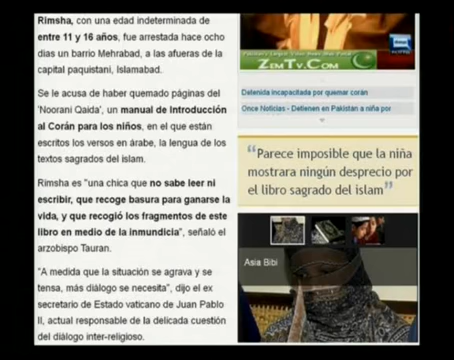 Rimsha, con una edad indeterminada de
entre 11 y 16 años, fue arrestada hace ocho
dias un barrio Mehrabad, a las afueras de la
capital paquistaní, Islamabad.
Se le acusa de haber quemado páginas del
'Noorani Qaida', un manual de Introducción
al Corán para los niños, en el que están
escritos los versos en árabe, la lengua de los
textos sagrados del islam.
Rimsha es "una chica que no sabe leer ni
escribir, que recoge basura para ganarse la
vida, y que recogió los fragmentos de este
libro en medio de la inmundicia", señaló el
arzobispo Tauran.
"A medida que la situación se agrava y se
tensa, más diálogo se necesita", dijo el ex
secretario de Estado vaticano de Juan Pablo
II, actual responsable de la delicada cuestión
del diálogo inter-religioso.
ZemTv.Com
Detenida incapacitada por quemar corán
Once Noticias - Detienen en Pakistán a niña por
"Parece imposible que la niña
mostrara ningún desprecio por
el libro sagrado del islam"
Asia Bibi